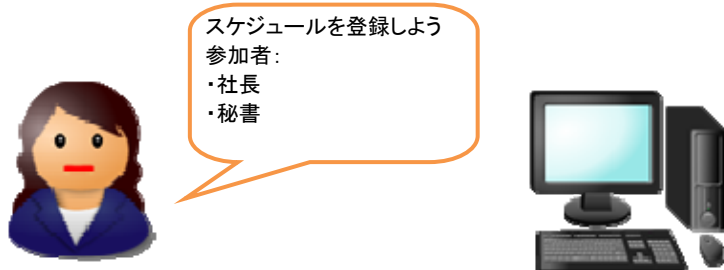 スケジュールを登録しよう
参加者：
・社長
・秘書